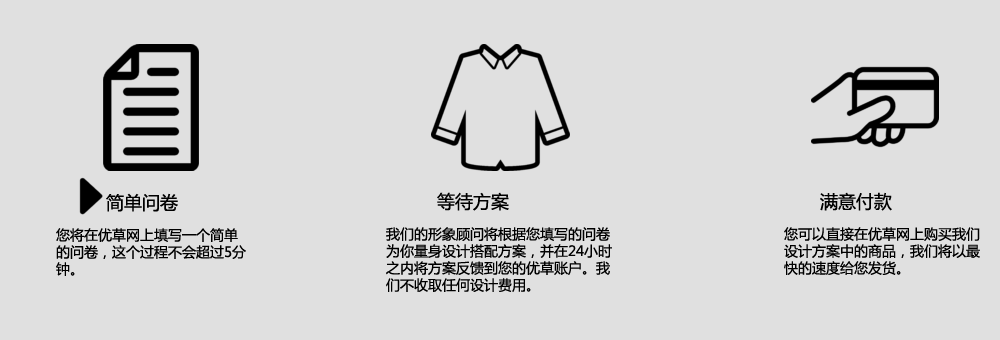 简单问卷
您将在优草网上填写一个简单
的问卷，这个过程不会超过5分
钟。
等待方案
我们的形象顾问将根据您填写的问卷
为你量身设计搭配方案，并在24小时
之内将方案反馈到您的优草账户。我
们不收取任何设计费用。
满意付款
您可以直接在优草网上购买我们
设计方案中的商品，我们将以最
快的速度给您发货。